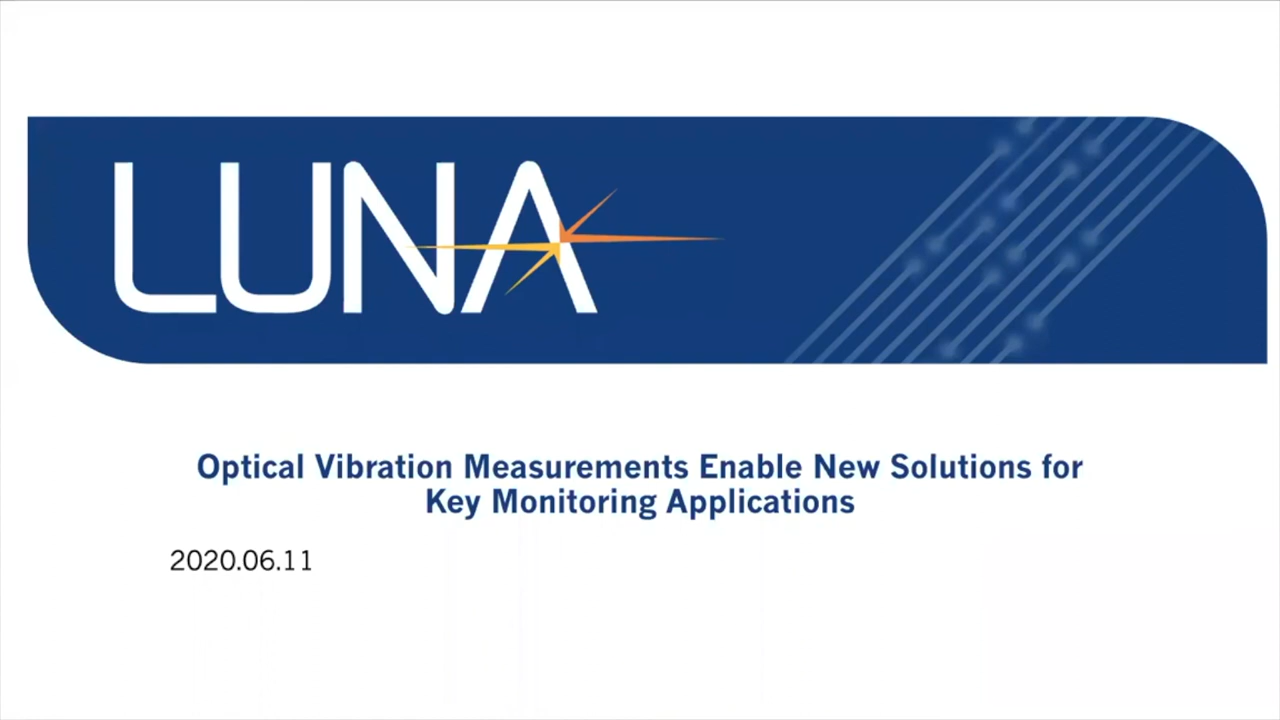 LUNA
Optical Vibration Measurements Enable New Solutions for
Key Monitoring Applications
2020.06.11